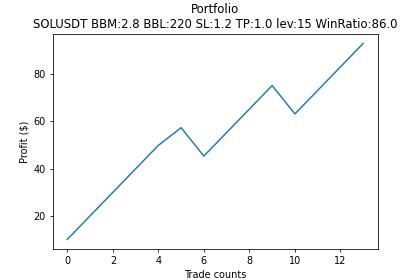 Portfolio
SOLUSDT BBM:2.8 BBL:220 SL:1.2 TP:1.0 lev:15 WinRatio:86.0
80
60
40
20
Profit ($)
0 2 4 6 8 10 12
Trade counts